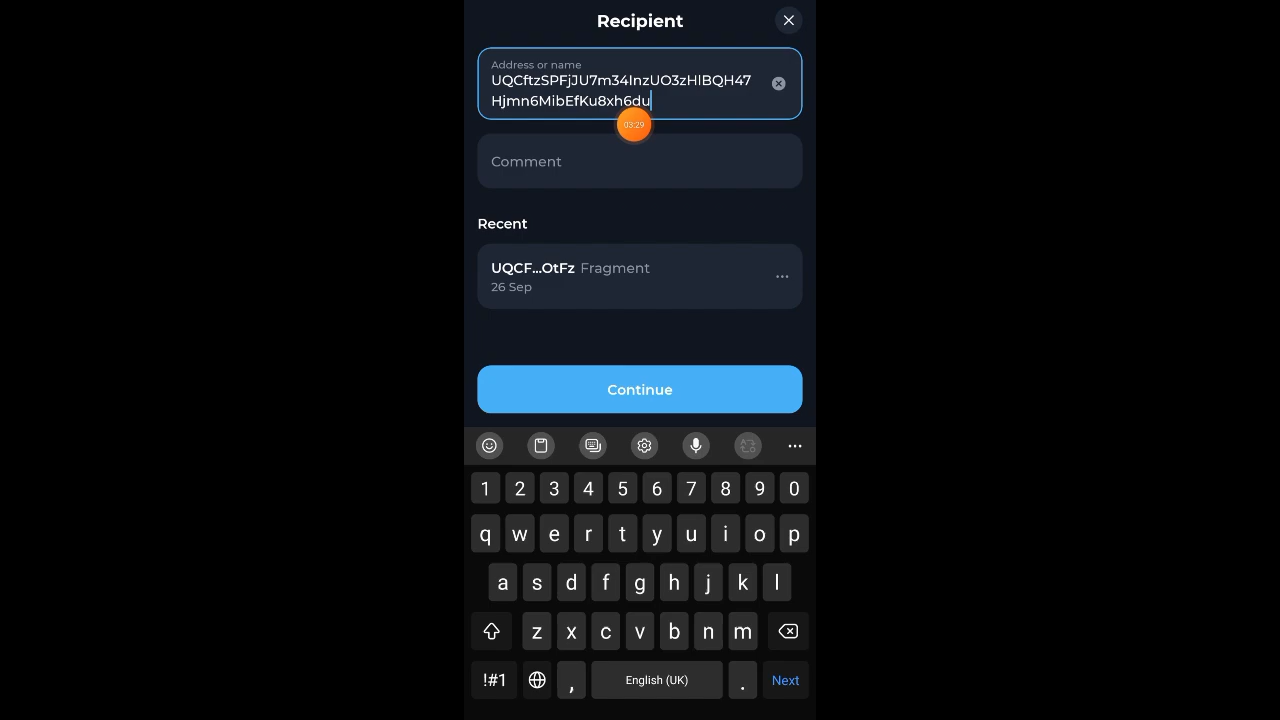 Recipient
Address or name
UQCftzSPFjJU7m34InzUO3zHlBQH47
Hjmn6MibEfKu8xh6du
03:29
Comment
Recent
UQCF...OtFz Fragment
26 Sep
Continue
1 2 3 4 5 6 7 8 9 0
q w e r t y u i o p
a s d f g h j k l
z x c v b n m
!#1 , English (UK) . Next